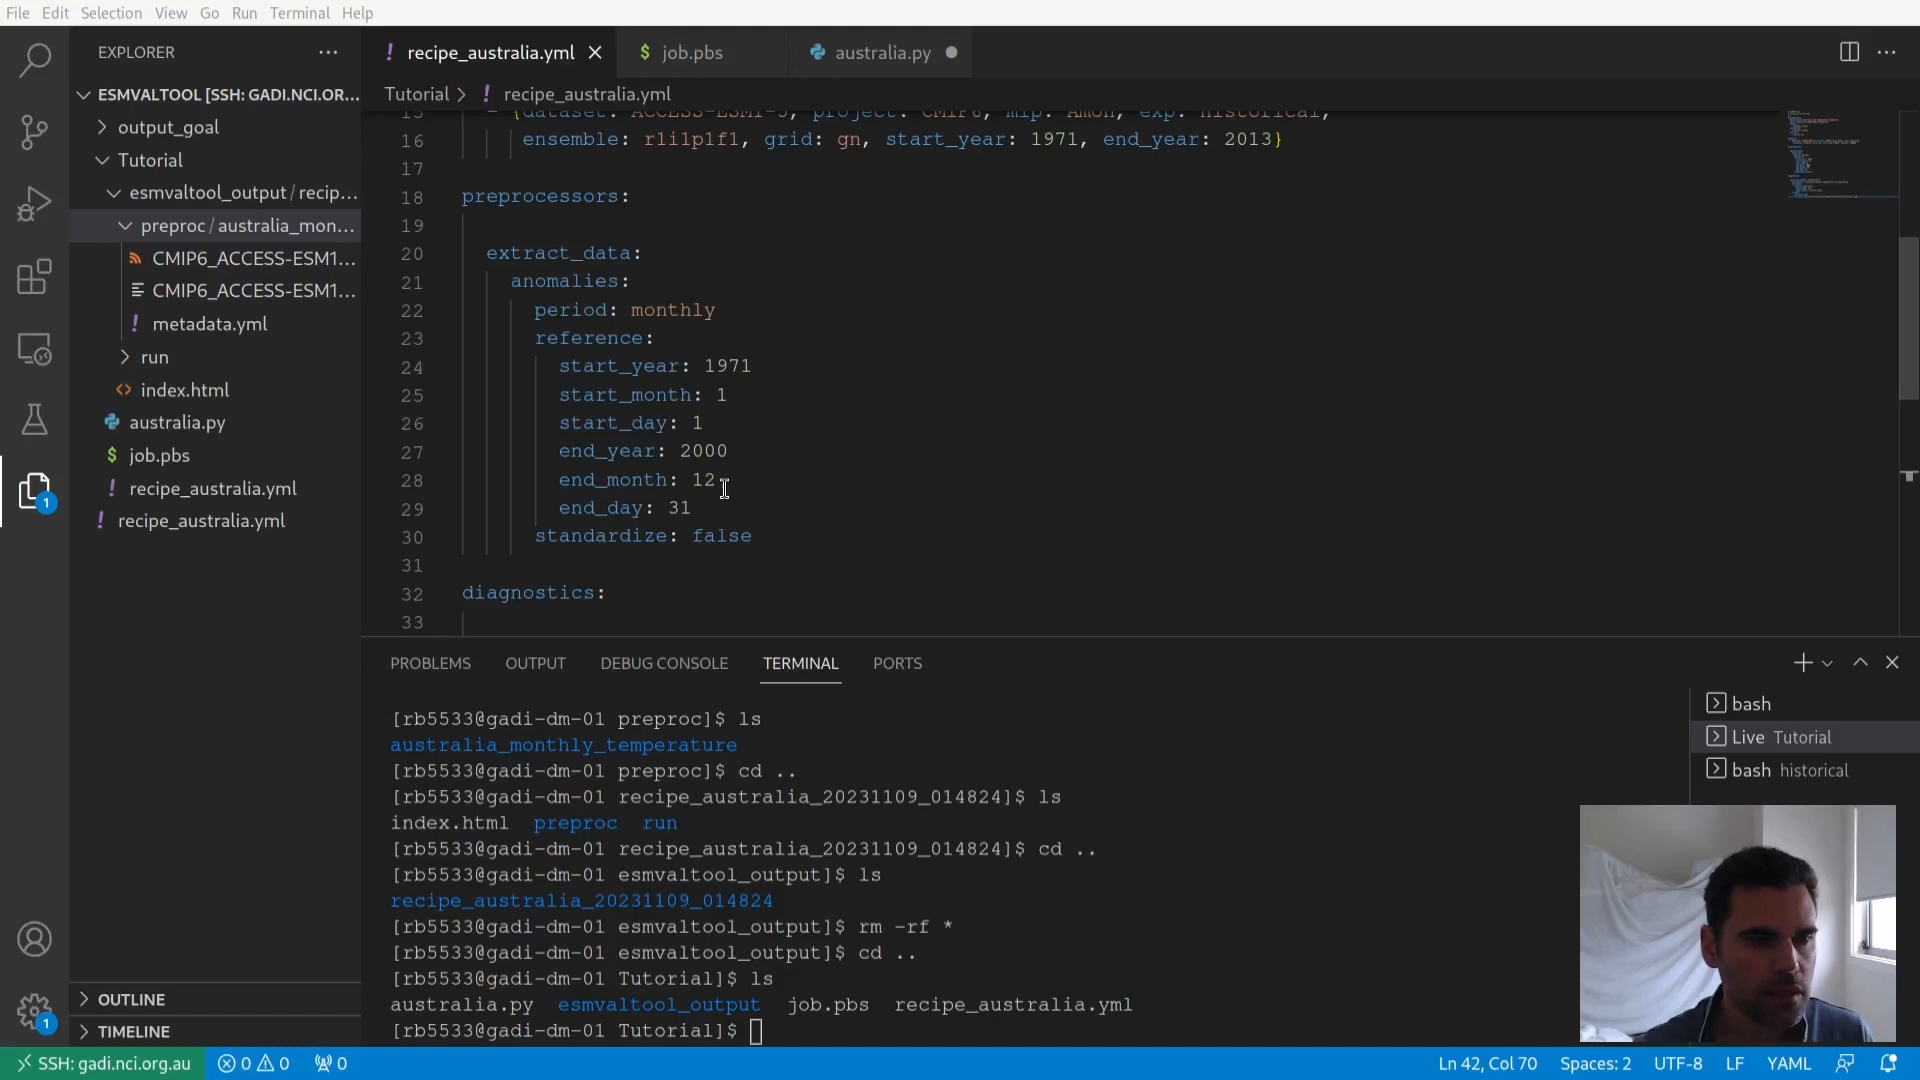 File Edit Selection View Go Run Terminal Help
EXPLORER
ESMVALTOOL [SSH: GADI.NCI.OR...
output_goal
Tutorial
esmvaltool_output / recip...
preproc / australia_mon...
CMIP6_ACCESS-ESM1...
CMIP6_ACCESS-ESM1...
metadata.yml
run
index.html
australia.py
job.pbs
recipe_australia.yml
recipe_australia.yml
OUTLINE
TIMELINE
1
1
recipe_australia.yml job.pbs australia.py
Tutorial > recipe_australia.yml
15 - {dataset: ACCESS-ESM1-5, project: CMIP6, mip: Amon, exp: historical,
16 ensemble: r1i1p1f1, grid: gn, start_year: 1971, end_year: 2013}
17
18 preprocessors:
19
20 extract_data:
21 anomalies:
22 period: monthly
23 reference:
24 start_year: 1971
25 start_month: 1
26 start_day: 1
27 end_year: 2000
28 end_month: 12
29 end_day: 31
30 standardize: false
31
32 diagnostics:
33
PROBLEMS OUTPUT DEBUG CONSOLE TERMINAL PORTS
[rb5533@gadi-dm-01 preproc]$ ls
australia_monthly_temperature
[rb5533@gadi-dm-01 preproc]$ cd ..
[rb5533@gadi-dm-01 recipe_australia_20231109_014824]$ ls
index.html preproc run
[rb5533@gadi-dm-01 recipe_australia_20231109_014824]$ cd ..
[rb5533@gadi-dm-01 esmvaltool_output]$ ls
recipe_australia_20231109_014824
[rb5533@gadi-dm-01 esmvaltool_output]$ rm -rf *
[rb5533@gadi-dm-01 esmvaltool_output]$ cd ..
[rb5533@gadi-dm-01 Tutorial]$ ls
australia.py esmvaltool_output job.pbs recipe_australia.yml
[rb5533@gadi-dm-01 Tutorial]$
bash
Live Tutorial
bash historical
SSH: gadi.nci.org.au 0 0 0 Ln 42, Col 70 Spaces: 2 UTF-8 LF YAML